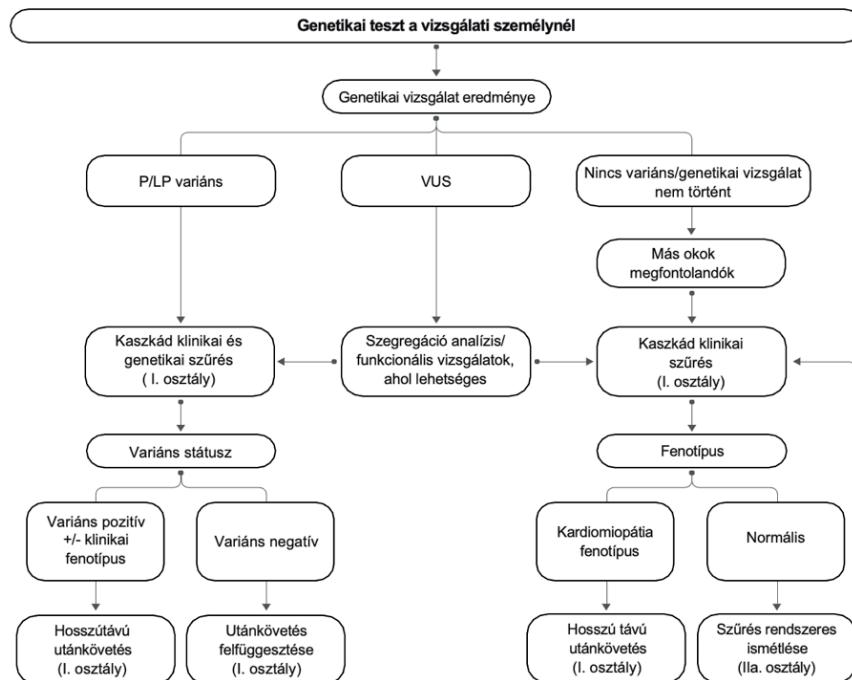 Genetikai teszt a vizsgálati személynél
Genetikai vizsgálat eredménye
P/LP variáns
VUS
Nincs variáns/genetikai vizsgálat
nem történt
Más okok
megfontolandók
Kaszkád klinikai és
genetikai szűrés
( I. osztály)
Szegregáció analízis/
funkcionális vizsgálatok,
ahol lehetséges
Kaszkád klinikai
szűrés
(I. osztály)
Variáns státusz
Fenotípus
Variáns pozitív
+/- klinikai
fenotípus
Variáns negatív
Kardiomiopátia
fenotípus
Normális
Hosszútávú
utánkövetés
(I. osztály)
Utánkövetés
felfüggesztése
(I. osztály)
Hosszú távú
utánkövetés
(I. osztály)
Szűrés rendszeres
ismétlése
(IIa. osztály)